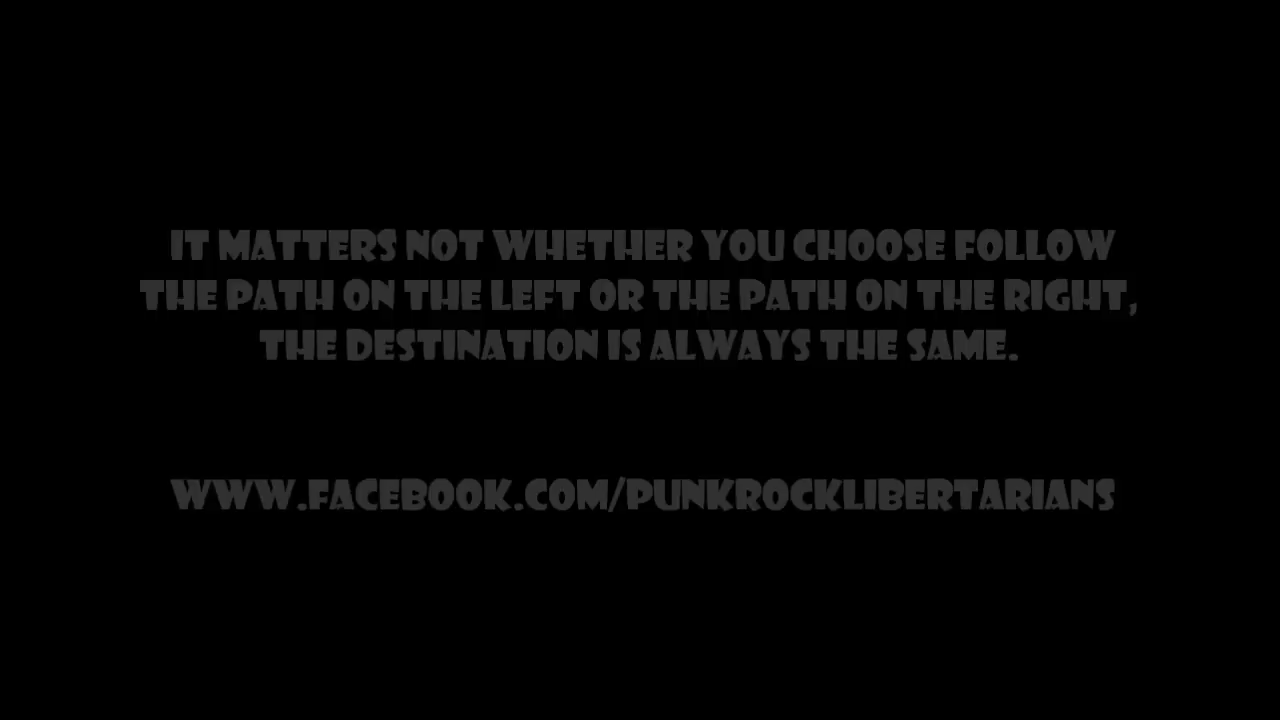 IT MATTERS NOT WHETHER YOU CHOOSE FOLLOW
THE PATH ON THE LEFT OR THE PATH ON THE RIGHT,
THE DESTINATION IS ALWAYS THE SAME.
WWW.FACEBOOK.COM/PUNKROCKLIBERTARIANS